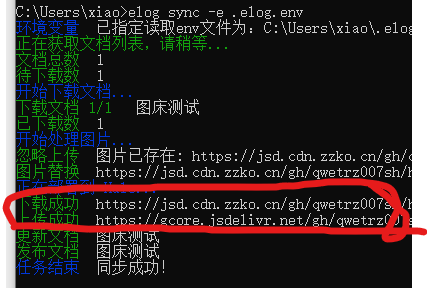 C:\Users\xiao>elog sync -e .elog.env
环境变量 已指定读取env文件为: C:\Users\xiao\.elog
正在获取文档列表，请稍等...
文档总数 1
待下载数 1
开始下载文档...
下载文档 1/1 图床测试
已下载数 1
开始处理图片...
忽略上传 图片已存在: https://jsd.cdn.zzko.cn/gh/
图片替换 https://jsd.cdn.zzko.cn/gh/qwetrz007sh/
正在部署到
下载成功 https://jsd.cdn.zzko.cn/gh/qwetrz007sh/
上传成功 https://gcore.jsdelivr.net/gh/qwetrz00
更新文档 图床测试
发布文档 图床测试
任务结束 同步成功!